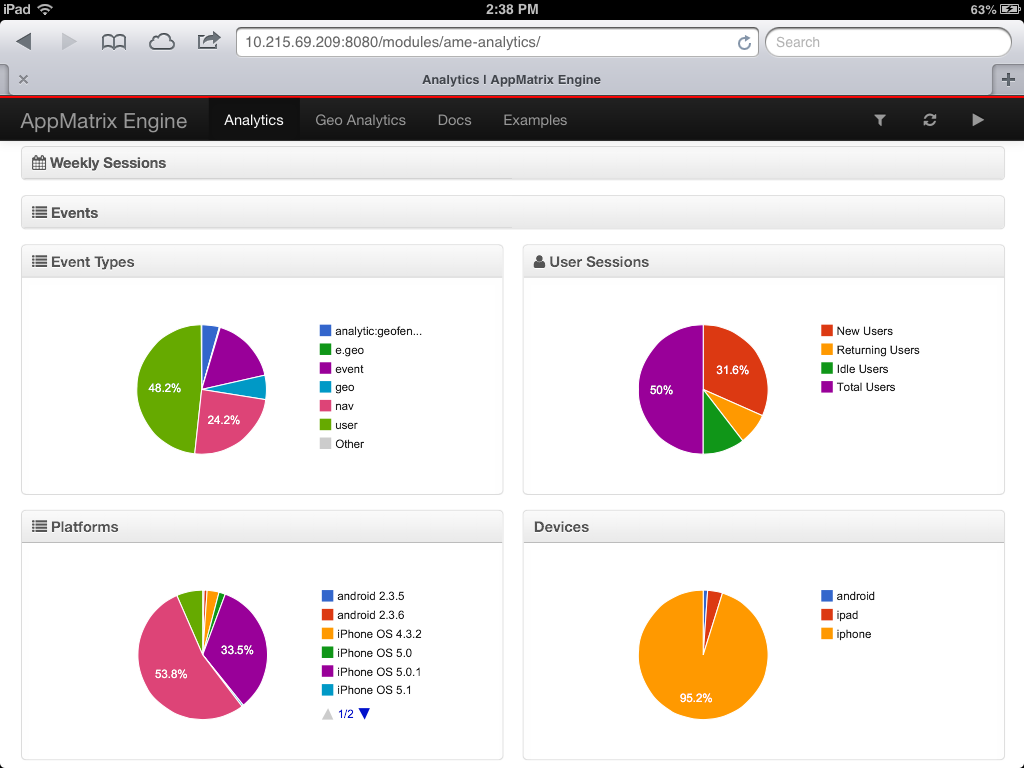 iPad 2:38 PM 63%
10.215.69.209:8080/modules/ame-analytics/ Search
Analytics | AppMatrix Engine
AppMatrix Engine Analytics Geo Analytics Docs Examples
Weekly Sessions
Events
Event Types
48.2%
24.2%
analytic:geofen...
e.geo
event
geo
nav
user
Other
User Sessions
31.6%
50%
New Users
Returning Users
Idle Users
Total Users
Platforms
33.5%
53.8%
android 2.3.5
android 2.3.6
iPhone OS 4.3.2
iPhone OS 5.0
iPhone OS 5.0.1
iPhone OS 5.1
1/2
Devices
95.2%
android
ipad
iphone